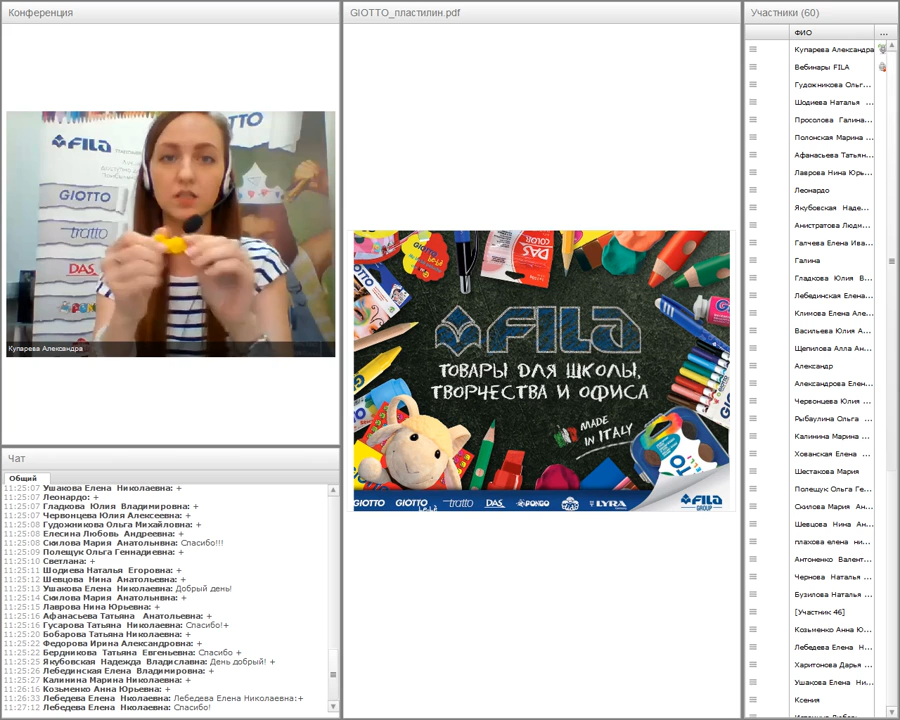 Конференция
FILA
GIOTTO
tratto
DAS
Купарева Александра
Чат
Общий
11:25:07 Ушакова Елена Николаевна: +
11:25:07 Леонардо: +
11:25:07 Гладкова Юлия Владимировна: +
11:25:07 Червонцева Юлия Алексеевна: +
11:25:08 Гудожникова Ольга Михайловна: +
11:25:08 Елесина Любовь Андреевна: +
11:25:08 Скилова Мария Анатольнвна: Спасибо!!!
11:25:09 Полещук Ольга Геннадиевна: +
11:25:10 Светлана: +
11:25:11 Шодиева Наталья Егоровна: +
11:25:12 Шевцова Нина Анатольевна: +
11:25:13 Ушакова Елена Николаевна: Добрый день!
11:25:14 Скилова Мария Анатольнвна: +
11:25:15 Лаврова Нина Юрьевна: +
11:25:16 Афанасьева Татьяна Анатольевна: +
11:25:16 Гусарова Татьяна Николаевна: Спасибо!+
11:25:20 Бобарова Татьяна Николаевна: +
11:25:22 Федорова Ирина Александровна: +
11:25:22 Бердникова Татьяна Евгеньевна: Спасибо +
11:25:25 Якубовская Надежда Владиславна: День добрый! +
11:25:26 Лебединская Елена Владимировна: +
11:25:27 Калинина Марина Николаевна: +
11:26:16 Козьменко Анна Юрьевна: +
11:26:33 Лебедева Елена Нколаевна: Лебедева Елена Николаевна:+
11:27:12 Лебедева Елена Нколаевна: Спасибо!
GIOTTO_пластилин.pdf
FILA
ТОВАРЫ ДЛЯ ШКОЛЫ,
ТВОРЧЕСТВА И ОФИСА
MADE
IN ITALY
GIOTTO GIOTTO tratto DAS PONGO LYRA FILA
GROUP
Участники (60)
ФИО ...
Купарева Александра
Вебинары FILA
Гудожникова Ольг...
Шодиева Наталья ...
Просолова Галина...
Полонская Марина ...
Афанасьева Татьян...
Лаврова Нина Юрь...
Леонардо
Якубовская Наде...
Анистратова Людм...
Галчева Елена Ива...
Галина
Гладкова Юлия В...
Лебединская Елена...
Климова Елена Але...
Васильева Юлия А...
Щепилова Алла Ан...
Александр
Александрова Елен...
Червонцева Юлия ...
Рыбаулина Ольга ...
Калинина Марина ...
Хованская Елена ...
Шестакова Мария
Полещук Ольга Ге...
Скилова Мария Ан...
Шевцова Нина Ан...
плахова елена ни...
Антоненко Валент...
Чернова Наталья ...
Бузилова Наталья ...
[Участник 46]
Козьменко Анна Ю...
Лебедева Елена Н...
Харитонова Дарья ...
Ушакова Елена Ни...
Ксения